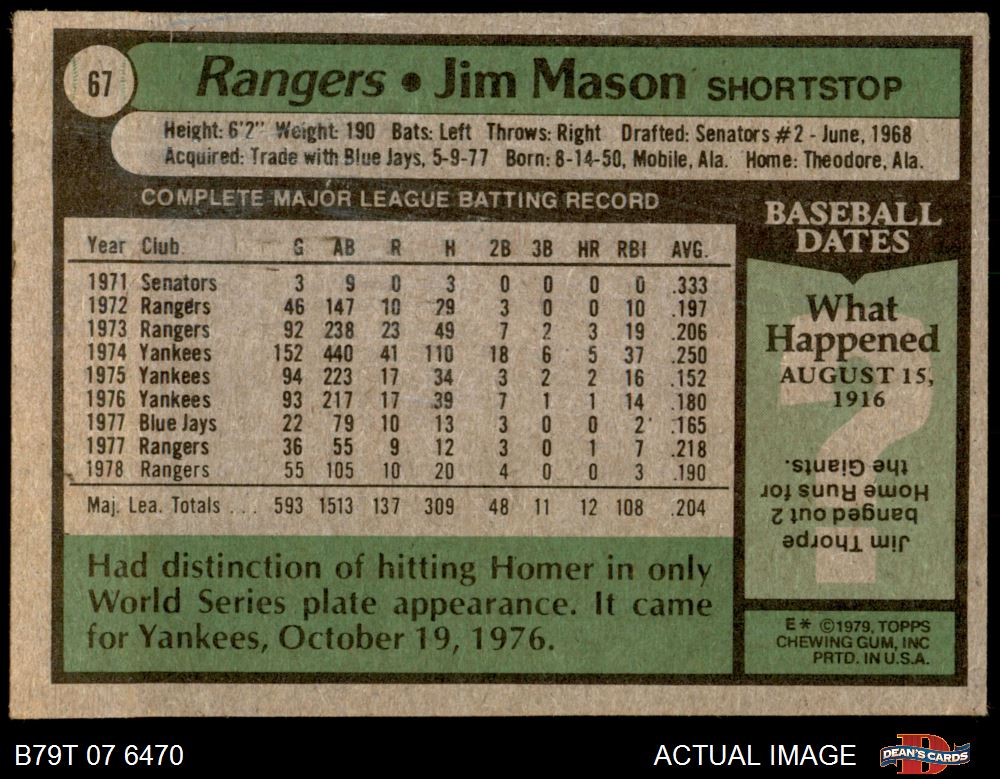 67
Rangers • Jim Mason SHORTSTOP
Height: 6'2" Weight: 190 Bats: Left Throws: Right Drafted: Senators #2 - June, 1968
Acquired: Trade with Blue Jays, 5-9-77 Born: 8-14-50, Mobile, Ala. Home: Theodore, Ala.
COMPLETE MAJOR LEAGUE BATTING RECORD
Year Club G AB R H 2B 3B HR RBI AVG.
1971 Senators 3 9 0 3 0 0 0 0 .333
1972 Rangers 46 147 10 29 3 0 0 10 .197
1973 Rangers 92 238 23 49 7 2 3 19 .206
1974 Yankees 152 440 41 110 18 6 5 37 .250
1975 Yankees 94 223 17 34 3 2 2 16 .152
1976 Yankees 93 217 17 39 7 1 1 14 .180
1977 Blue Jays 22 79 10 13 3 0 0 2 .165
1977 Rangers 36 55 9 12 3 0 1 7 .218
1978 Rangers 55 105 10 20 4 0 0 3 .190
Maj. Lea. Totals . . . 593 1513 137 309 48 11 12 108 .204
Had distinction of hitting Homer in only
World Series plate appearance. It came
for Yankees, October 19, 1976.
BASEBALL
DATES
What
Happened
AUGUST 15,
1916
?
Jim Thorpe
banged out 2
Home Runs for
the Giants.
E* ©1979, TOPPS
CHEWING GUM, INC
PRTD. IN U.S.A.
B79T 07 6470
ACTUAL IMAGE
D
DEAN'S CARDS